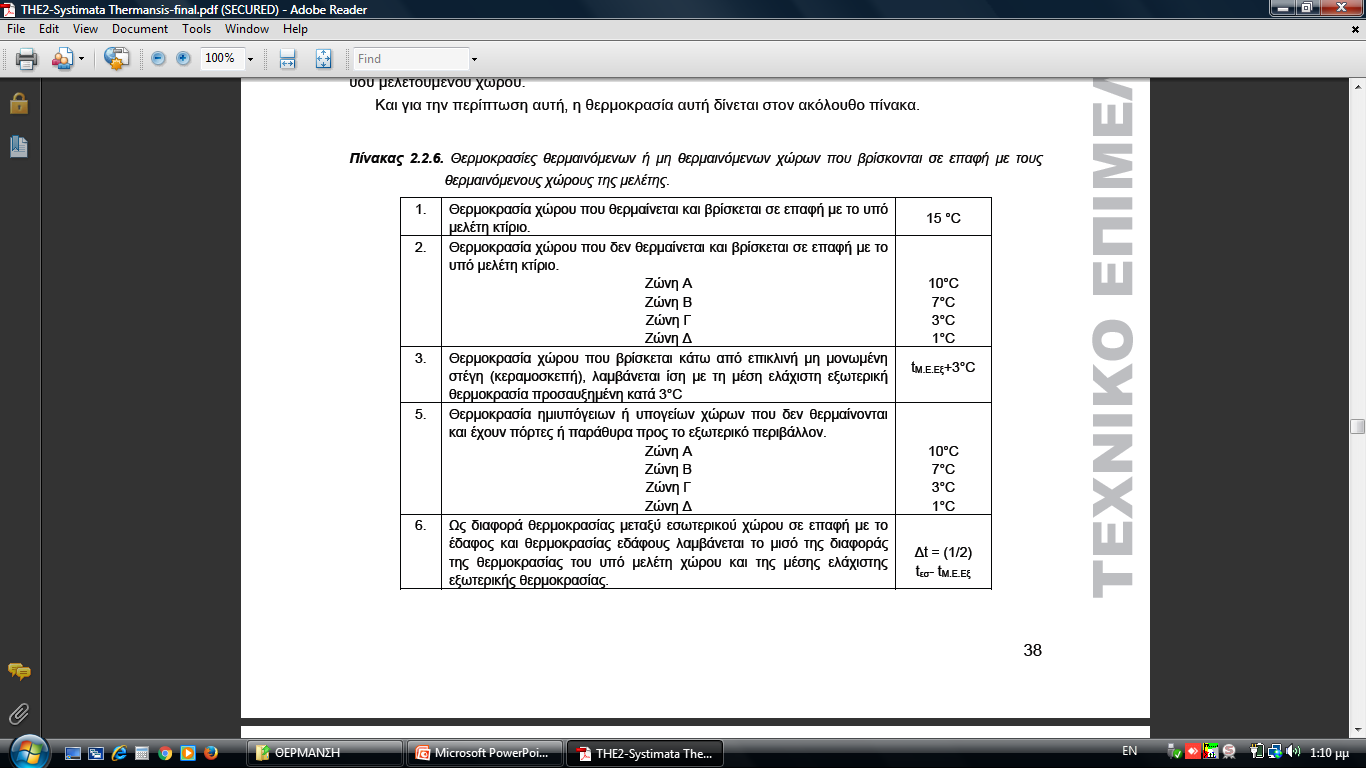 THE2-Systimata Thermansis-final.pdf (SECURED) - Adobe Reader
File Edit View Document Tools Window Help
100% Find
υού μελετούμενου χώρου.
Και για την περίπτωση αυτή, η θερμοκρασία αυτή δίνεται στον ακόλουθο πίνακα.
Πίνακας 2.2.6. Θερμοκρασίες θερμαινόμενων ή μη θερμαινόμενων χώρων που βρίσκονται σε επαφή με τους
θερμαινόμενους χώρους της μελέτης.
1. Θερμοκρασία χώρου που θερμαίνεται και βρίσκεται σε επαφή με το υπό
μελέτη κτίριο.
15 °C
2. Θερμοκρασία χώρου που δεν θερμαίνεται και βρίσκεται σε επαφή με το
υπό μελέτη κτίριο.
Ζώνη Α 10°C
Ζώνη Β 7°C
Ζώνη Γ 3°C
Ζώνη Δ 1°C
3. Θερμοκρασία χώρου που βρίσκεται κάτω από επικλινή μη μονωμένη
στέγη (κεραμοσκεπή), λαμβάνεται ίση με τη μέση ελάχιστη εξωτερική
θερμοκρασία προσαυξημένη κατά 3°C
tΜ.Ε.Εξ+3°C
5. Θερμοκρασία ημιυπόγειων ή υπογείων χώρων που δεν θερμαίνονται
και έχουν πόρτες ή παράθυρα προς το εξωτερικό περιβάλλον.
Ζώνη Α 10°C
Ζώνη Β 7°C
Ζώνη Γ 3°C
Ζώνη Δ 1°C
6. Ως διαφορά θερμοκρασίας μεταξύ εσωτερικού χώρου σε επαφή με το
έδαφος και θερμοκρασίας εδάφους λαμβάνεται το μισό της διαφοράς
της θερμοκρασίας του υπό μελέτη χώρου και της μέσης ελάχιστης
εξωτερικής θερμοκρασίας.
Δt = (1/2)
tεσ- tΜ.Ε.Εξ
38
ΤΕΧΝΙΚΟ ΕΠΙΜΕΛ
ΘΕΡΜΑΝΣΗ
Microsoft PowerPoi...
THE2-Systimata The...
EN
1:10 μμ